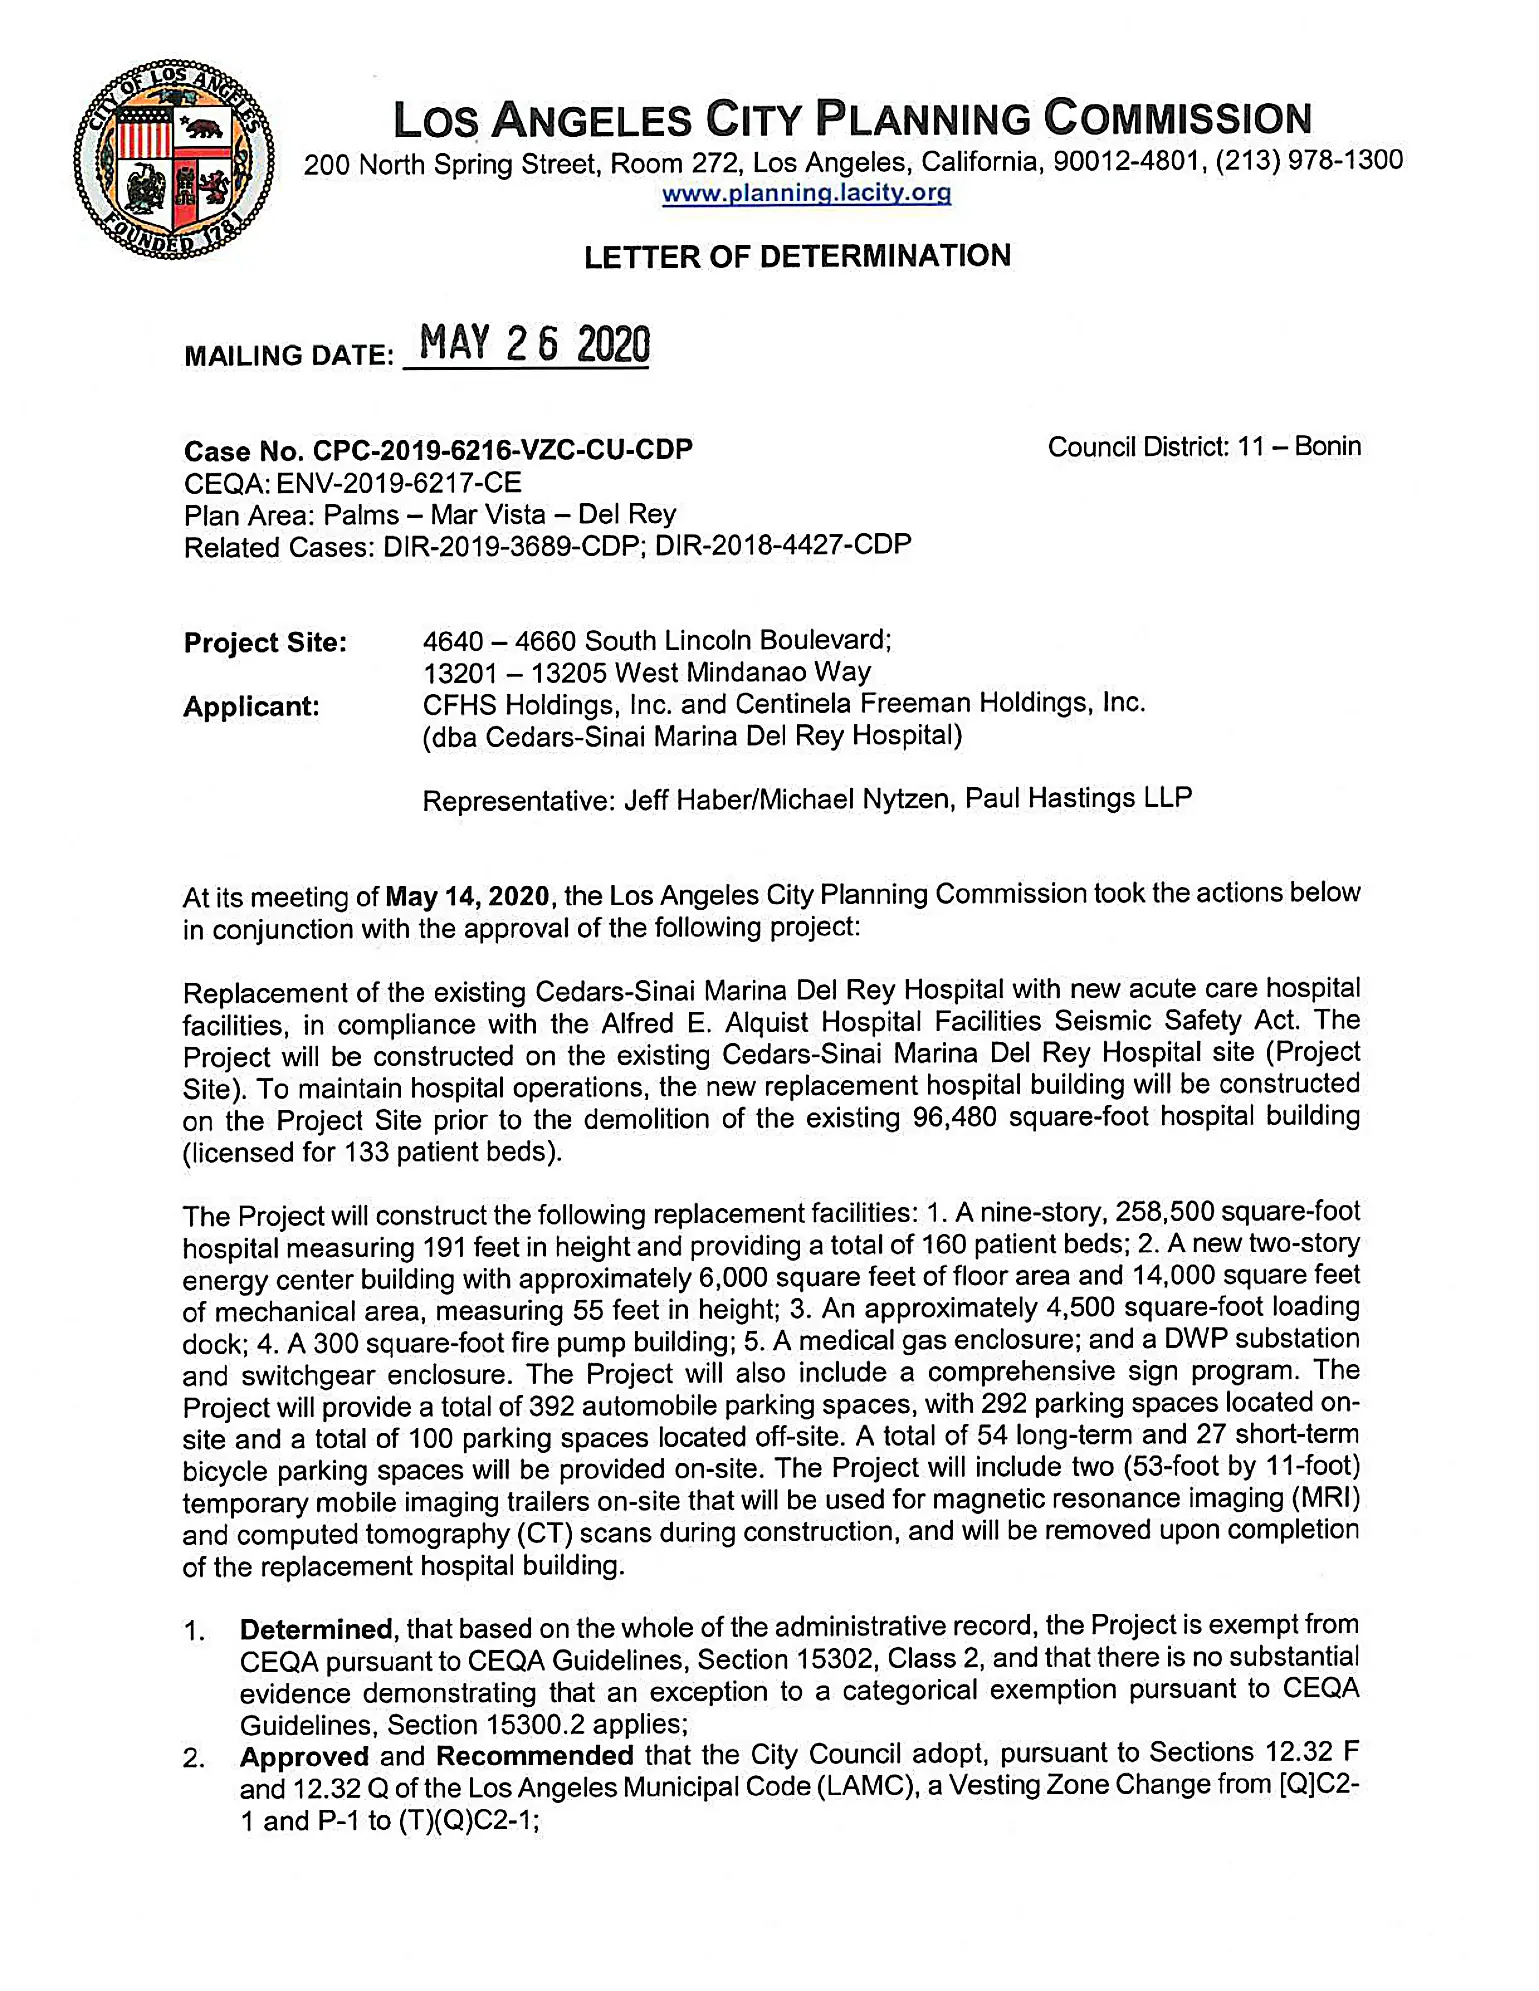 CITY OF LOS ANGELES
FOUNDED 1781
LOS ANGELES CITY PLANNING COMMISSION
200 North Spring Street, Room 272, Los Angeles, California, 90012-4801, (213) 978-1300
www.planning.lacity.org
LETTER OF DETERMINATION
MAILING DATE: MAY 26 2020
Case No. CPC-2019-6216-VZC-CU-CDP Council District: 11 – Bonin
CEQA: ENV-2019-6217-CE
Plan Area: Palms – Mar Vista – Del Rey
Related Cases: DIR-2019-3689-CDP; DIR-2018-4427-CDP
Project Site: 4640 – 4660 South Lincoln Boulevard;
13201 – 13205 West Mindanao Way
Applicant: CFHS Holdings, Inc. and Centinela Freeman Holdings, Inc.
(dba Cedars-Sinai Marina Del Rey Hospital)
Representative: Jeff Haber/Michael Nytzen, Paul Hastings LLP
At its meeting of May 14, 2020, the Los Angeles City Planning Commission took the actions below
in conjunction with the approval of the following project:
Replacement of the existing Cedars-Sinai Marina Del Rey Hospital with new acute care hospital
facilities, in compliance with the Alfred E. Alquist Hospital Facilities Seismic Safety Act. The
Project will be constructed on the existing Cedars-Sinai Marina Del Rey Hospital site (Project
Site). To maintain hospital operations, the new replacement hospital building will be constructed
on the Project Site prior to the demolition of the existing 96,480 square-foot hospital building
(licensed for 133 patient beds).
The Project will construct the following replacement facilities: 1. A nine-story, 258,500 square-foot
hospital measuring 191 feet in height and providing a total of 160 patient beds; 2. A new two-story
energy center building with approximately 6,000 square feet of floor area and 14,000 square feet
of mechanical area, measuring 55 feet in height; 3. An approximately 4,500 square-foot loading
dock; 4. A 300 square-foot fire pump building; 5. A medical gas enclosure; and a DWP substation
and switchgear enclosure. The Project will also include a comprehensive sign program. The
Project will provide a total of 392 automobile parking spaces, with 292 parking spaces located on-
site and a total of 100 parking spaces located off-site. A total of 54 long-term and 27 short-term
bicycle parking spaces will be provided on-site. The Project will include two (53-foot by 11-foot)
temporary mobile imaging trailers on-site that will be used for magnetic resonance imaging (MRI)
and computed tomography (CT) scans during construction, and will be removed upon completion
of the replacement hospital building.
1. Determined, that based on the whole of the administrative record, the Project is exempt from
CEQA pursuant to CEQA Guidelines, Section 15302, Class 2, and that there is no substantial
evidence demonstrating that an exception to a categorical exemption pursuant to CEQA
Guidelines, Section 15300.2 applies;
2. Approved and Recommended that the City Council adopt, pursuant to Sections 12.32 F
and 12.32 Q of the Los Angeles Municipal Code (LAMC), a Vesting Zone Change from [Q]C2-
1 and P-1 to (T)(Q)C2-1;